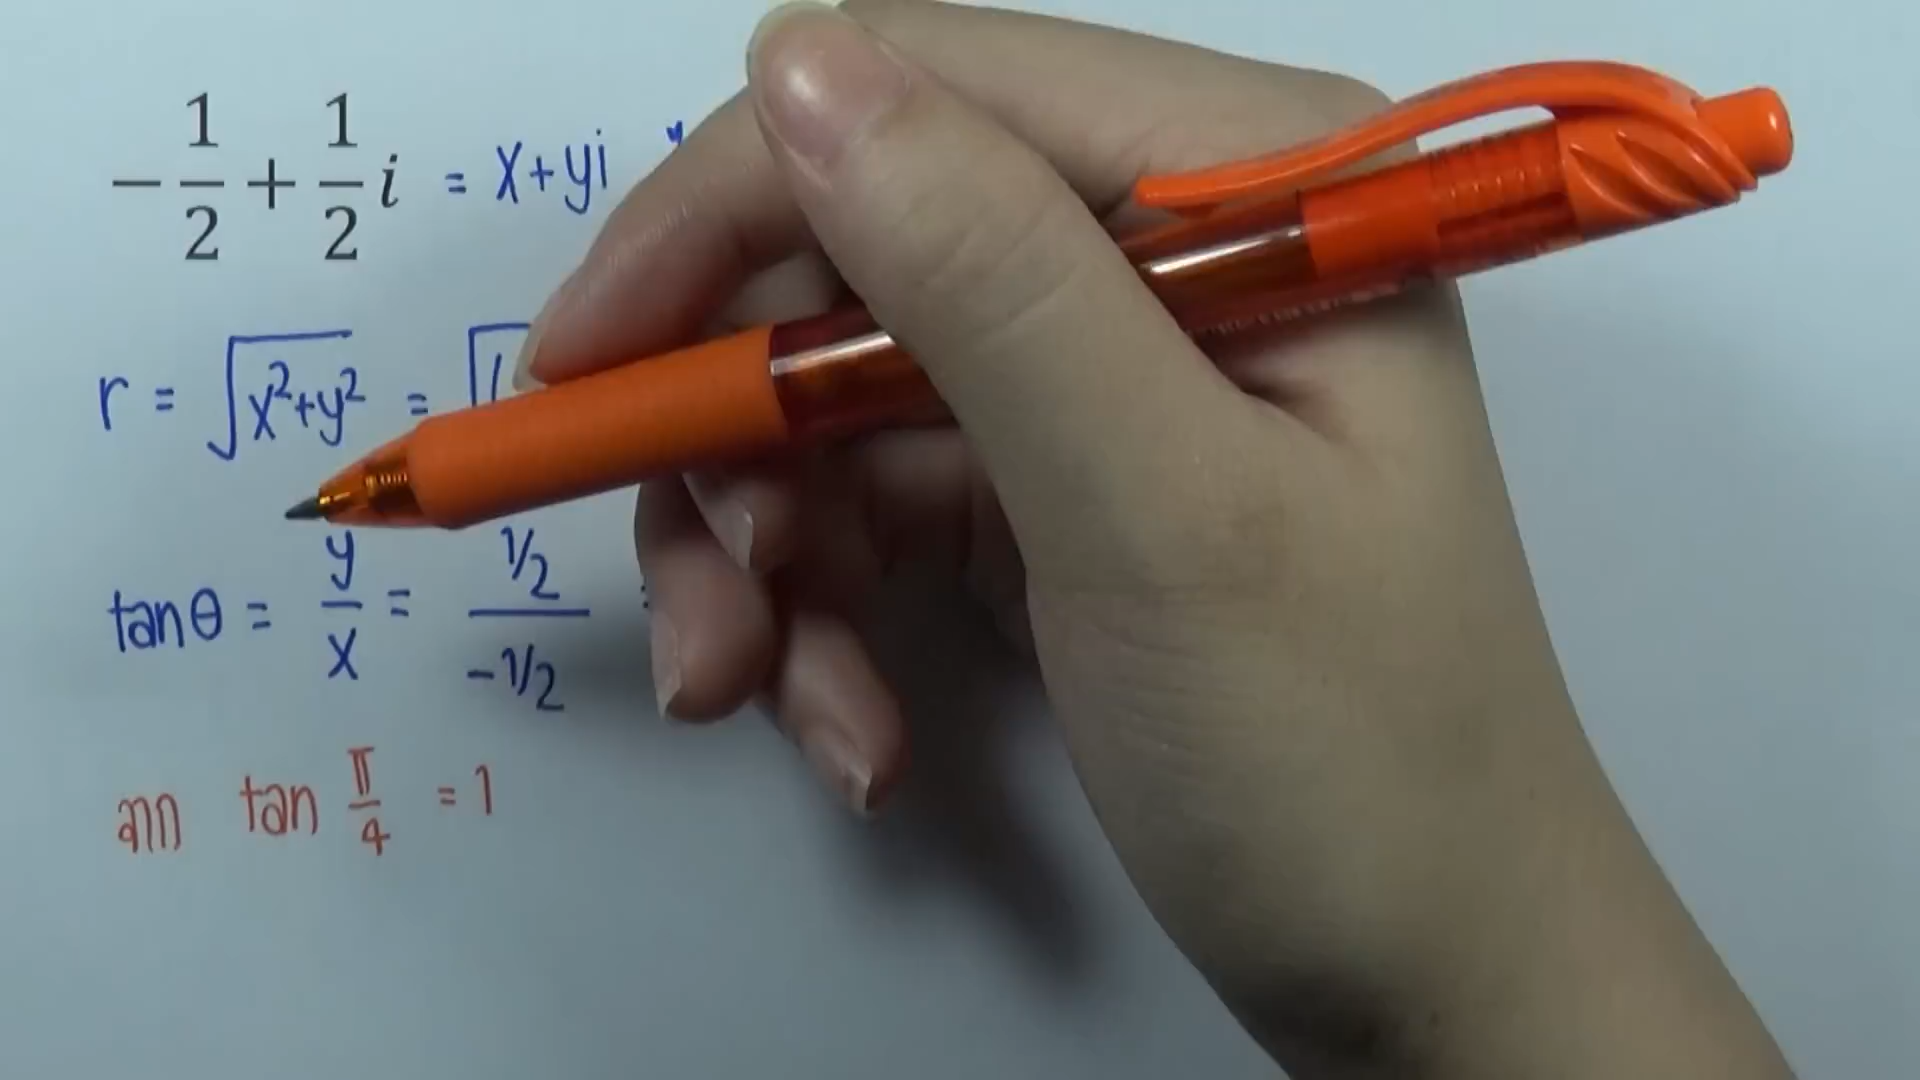 -1/2 + 1/2 i = x+yi
r = √x²+y² = √
tanθ = y/x = 1/2 / -1/2
จาก tan π/4 = 1